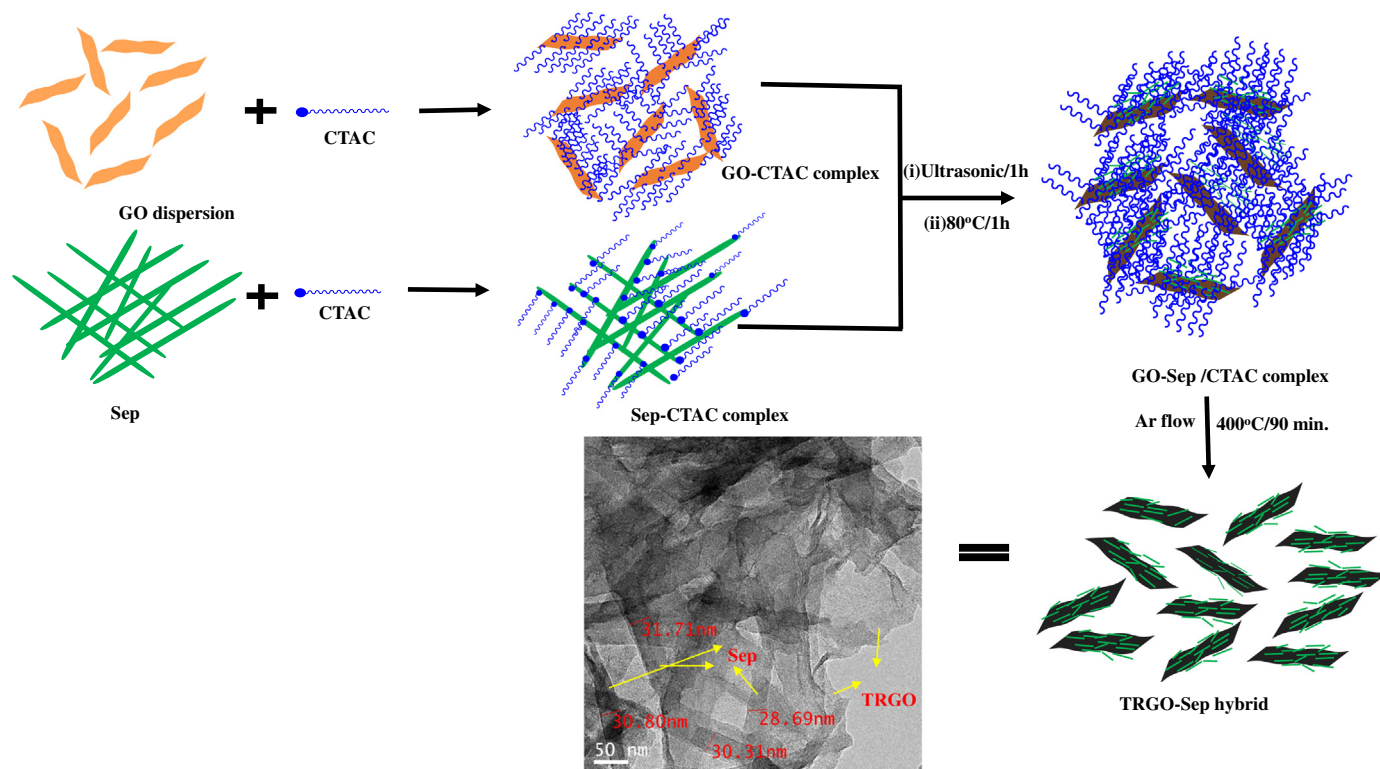 CTAC
GO dispersion
GO-CTAC complex
(i)Ultrasonic/1h
(ii)80°C/1h
CTAC
Sep
Sep-CTAC complex
GO-Sep /CTAC complex
Ar flow
400°C/90 min.
31.71nm
Sep
TRGO
30.80nm
28.69nm
30.31nm
50 nm
TRGO-Sep hybrid